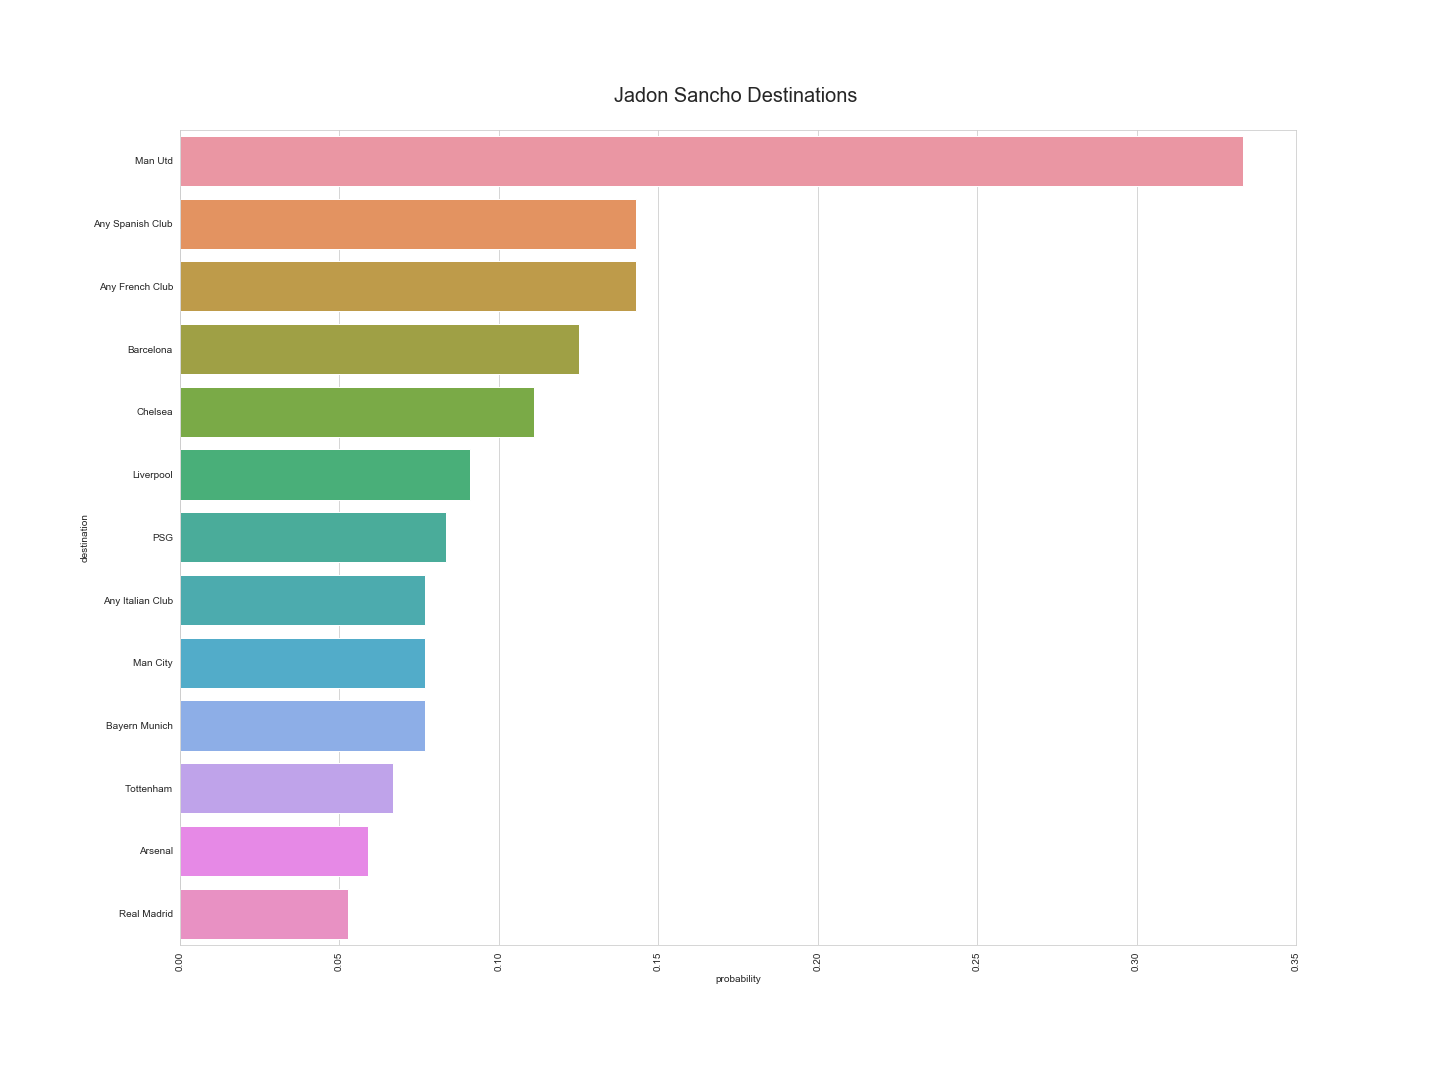 Jadon Sancho Destinations
Man Utd
Any Spanish Club
Any French Club
Barcelona
Chelsea
Liverpool
PSG
Any Italian Club
Man City
Bayern Munich
Tottenham
Arsenal
Real Madrid
destination
0.00
0.05
0.10
0.15
0.20
0.25
0.30
0.35
probability